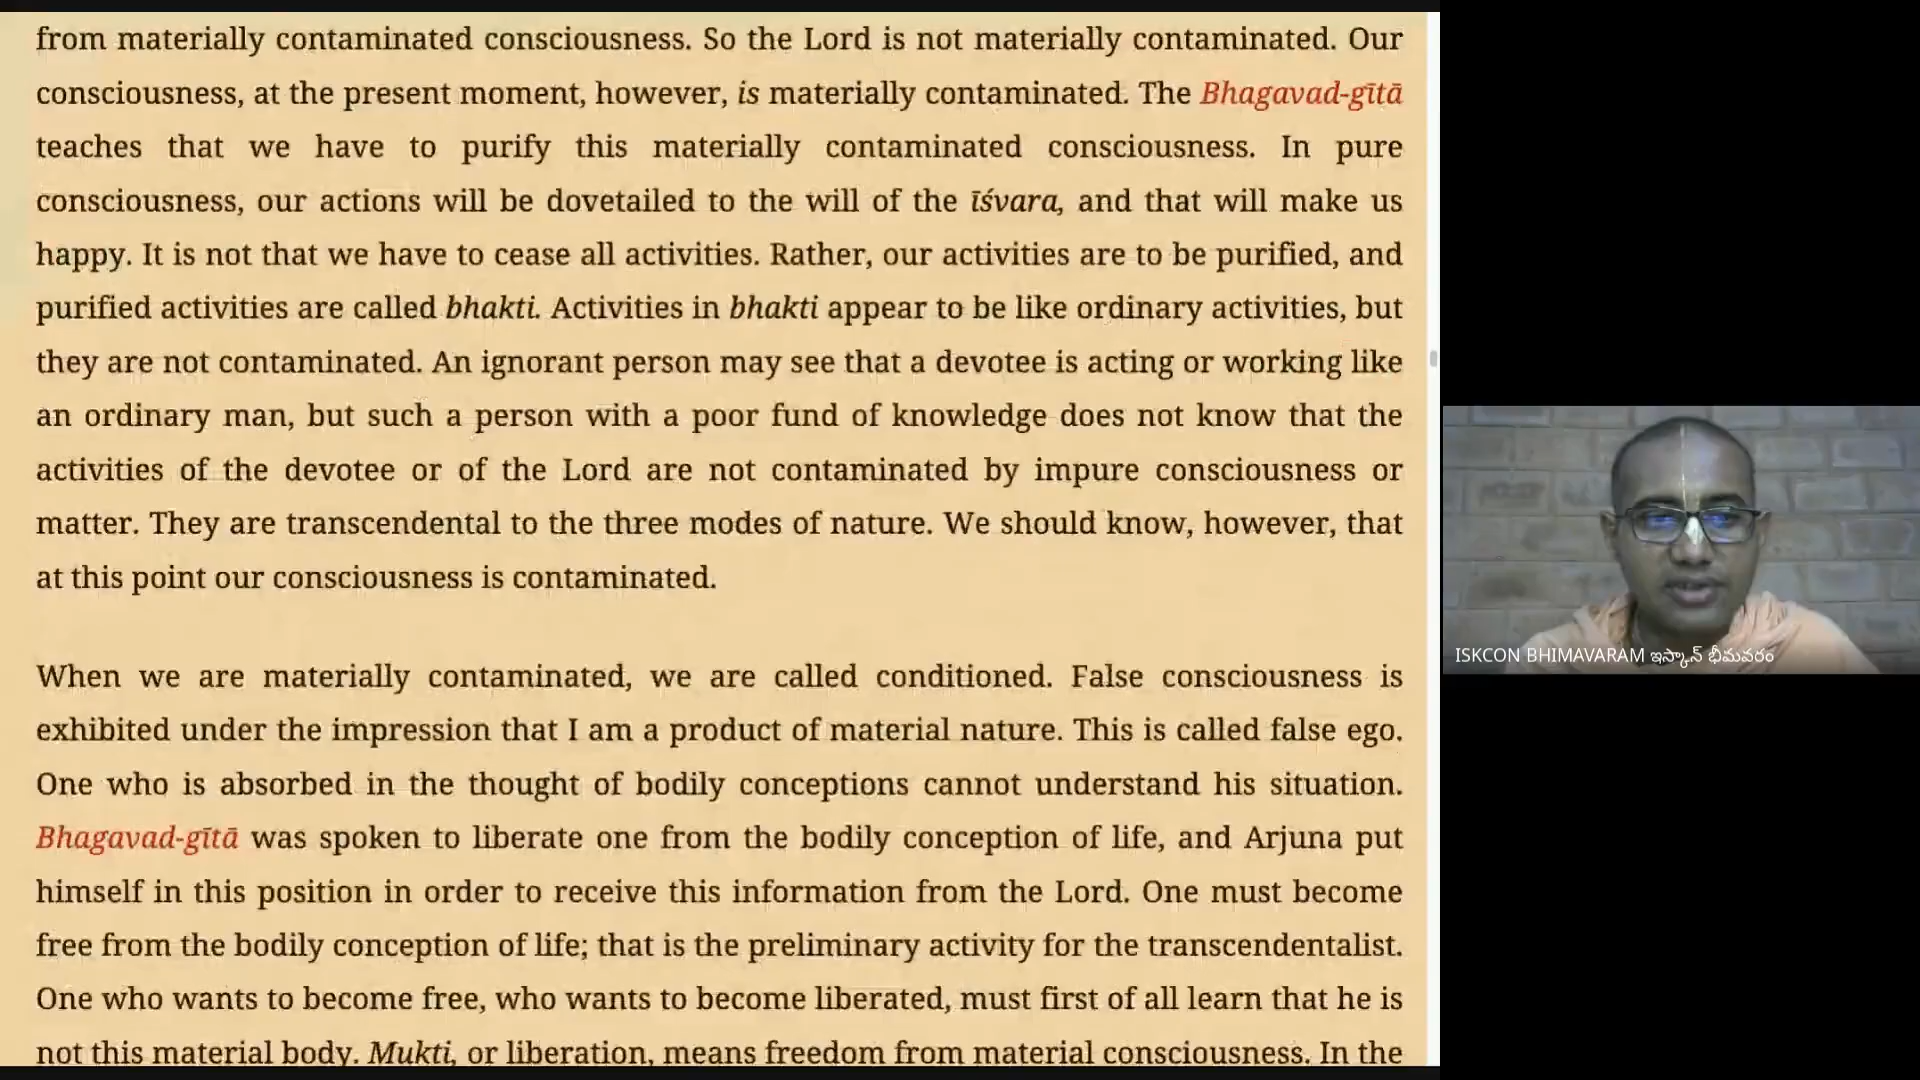 from materially contaminated consciousness. So the Lord is not materially contaminated. Our
consciousness, at the present moment, however, is materially contaminated. The Bhagavad-gītā
teaches that we have to purify this materially contaminated consciousness. In pure
consciousness, our actions will be dovetailed to the will of the īśvara, and that will make us
happy. It is not that we have to cease all activities. Rather, our activities are to be purified, and
purified activities are called bhakti. Activities in bhakti appear to be like ordinary activities, but
they are not contaminated. An ignorant person may see that a devotee is acting or working like
an ordinary man, but such a person with a poor fund of knowledge does not know that the
activities of the devotee or of the Lord are not contaminated by impure consciousness or
matter. They are transcendental to the three modes of nature. We should know, however, that
at this point our consciousness is contaminated.
When we are materially contaminated, we are called conditioned. False consciousness is
exhibited under the impression that I am a product of material nature. This is called false ego.
One who is absorbed in the thought of bodily conceptions cannot understand his situation.
Bhagavad-gītā was spoken to liberate one from the bodily conception of life, and Arjuna put
himself in this position in order to receive this information from the Lord. One must become
free from the bodily conception of life; that is the preliminary activity for the transcendentalist.
One who wants to become free, who wants to become liberated, must first of all learn that he is
not this material body. Mukti, or liberation, means freedom from material consciousness. In the
ISKCON BHIMAVARAM ఇస్కాన్ భీమవరం